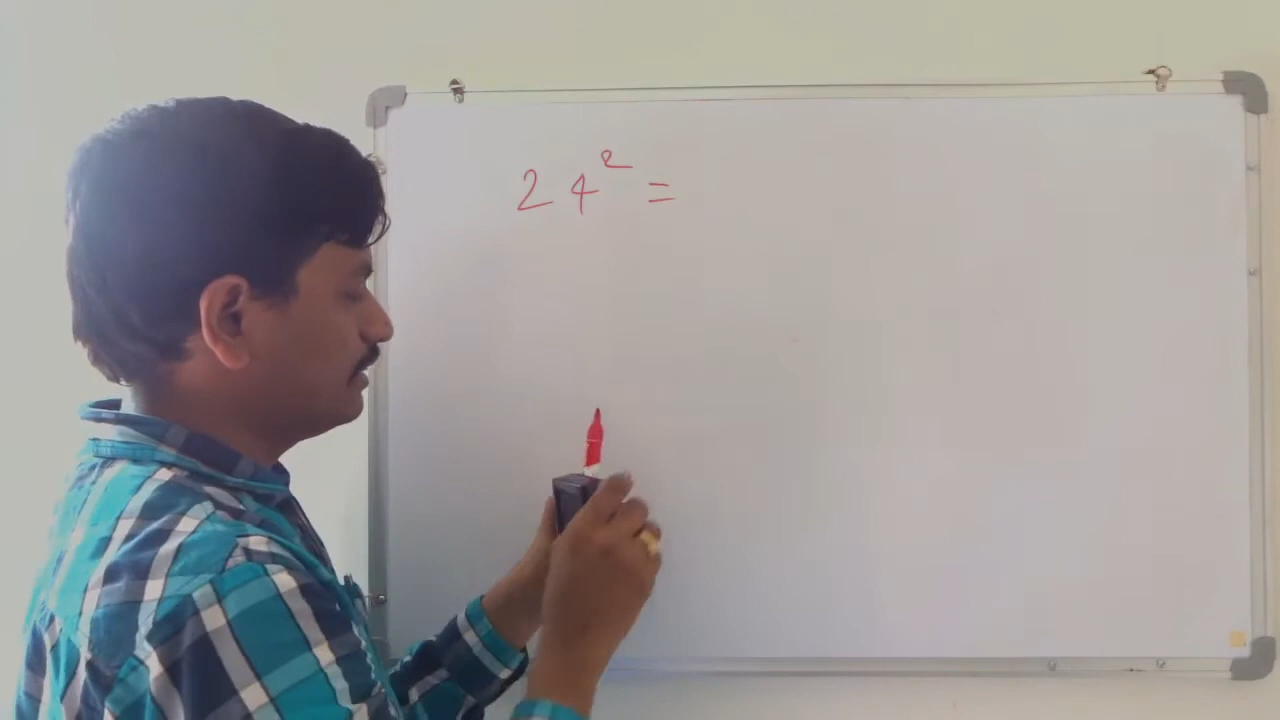 24² =